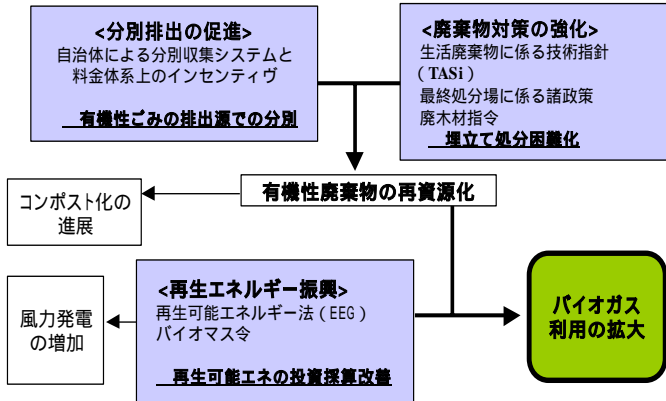 <分別排出の促進>
自治体による分別収集システムと
料金体系上のインセンティヴ
有機性ごみの排出源での分別
<廃棄物対策の強化>
生活廃棄物に係る技術指針
(TASi)
最終処分場に係る諸政策
廃木材指令
埋立て処分困難化
有機性廃棄物の再資源化
コンポスト化の
進展
<再生エネルギー振興>
再生可能エネルギー法(EEG)
バイオマス令
再生可能エネの投資採算改善
風力発電
の増加
バイオガス
利用の拡大